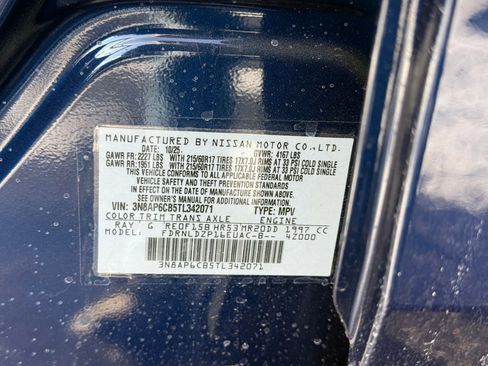 MANUFACTURED BY NISSAN MOTOR CO., LTD.
DATE: 10/25 GVWR: 4167 LBS
GAWR FR: 2227 LBS WITH 215/60R17 TIRES 17X7.0J RIMS AT 33 PSI COLD SINGLE
GAWR RR: 1951 LBS WITH 215/60R17 TIRES 17X7.0J RIMS AT 33 PSI COLD SINGLE
THIS VEHICLE CONFORMS TO ALL APPLICABLE
FEDERAL MOTOR VEHICLE SAFETY
AND THEFT PREVENTION STANDARDS IN EFFECT
ON THE DATE OF MANUFACTURE SHOWN ABOVE.
SEE OWNER'S MANUAL FOR ADDITIONAL
INFORMATION.
VIN: 3N8AP6CB5TL342071 TYPE: MPV
COLOR TRIM TRANS AXLE ENGINE
RAY G RE0F15B HR53 MR20DD 1997 CC
MODEL: FDRNLDZP16EUAC-B-- 42000
3N8AP6CB5TL342071